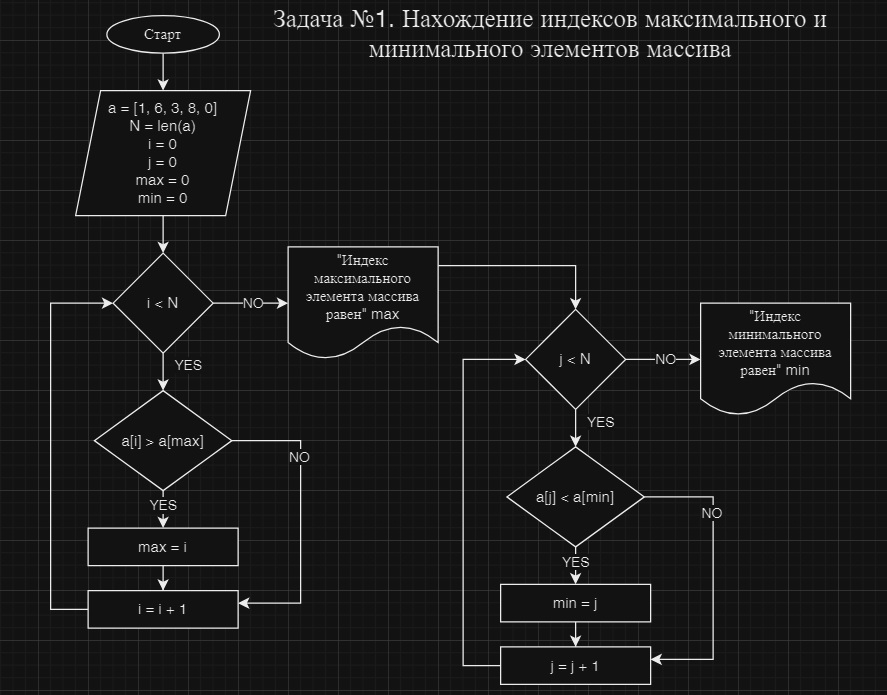 Задача №1. Нахождение индексов максимального и
минимального элементов массива
Старт
a = [1, 6, 3, 8, 0]
N = len(a)
i = 0
j = 0
max = 0
min = 0
i < N
NO
"Индекс
максимального
элемента массива
равен" max
YES
a[i] > a[max]
NO
YES
max = i
i = i + 1
j < N
NO
"Индекс
минимального
элемента массива
равен" min
YES
a[j] < a[min]
NO
YES
min = j
j = j + 1